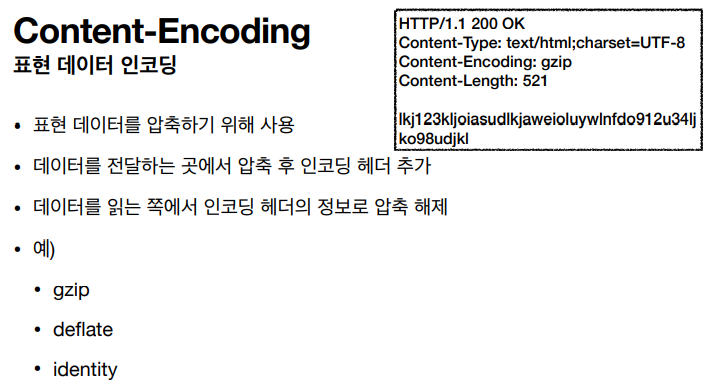 Content-Encoding
표현 데이터 인코딩
HTTP/1.1 200 OK
Content-Type: text/html;charset=UTF-8
Content-Encoding: gzip
Content-Length: 521
lkj123kljoiasudlkjaweioluywlnfdo912u34lj
ko98udjkl
• 표현 데이터를 압축하기 위해 사용
• 데이터를 전달하는 곳에서 압축 후 인코딩 헤더 추가
• 데이터를 읽는 쪽에서 인코딩 헤더의 정보로 압축 해제
• 예)
• gzip
• deflate
• identity